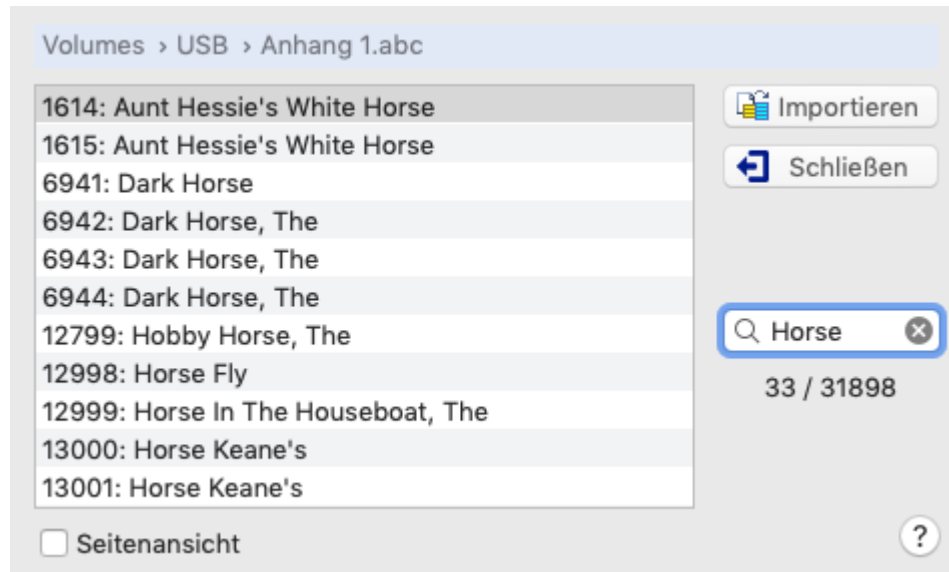 Volumes › USB › Anhang 1.abc
1614: Aunt Hessie's White Horse
1615: Aunt Hessie's White Horse
6941: Dark Horse
6942: Dark Horse, The
6943: Dark Horse, The
6944: Dark Horse, The
12799: Hobby Horse, The
12998: Horse Fly
12999: Horse In The Houseboat, The
13000: Horse Keane's
13001: Horse Keane's
Seitenansicht
Importieren
Schließen
Horse
33 / 31898
?